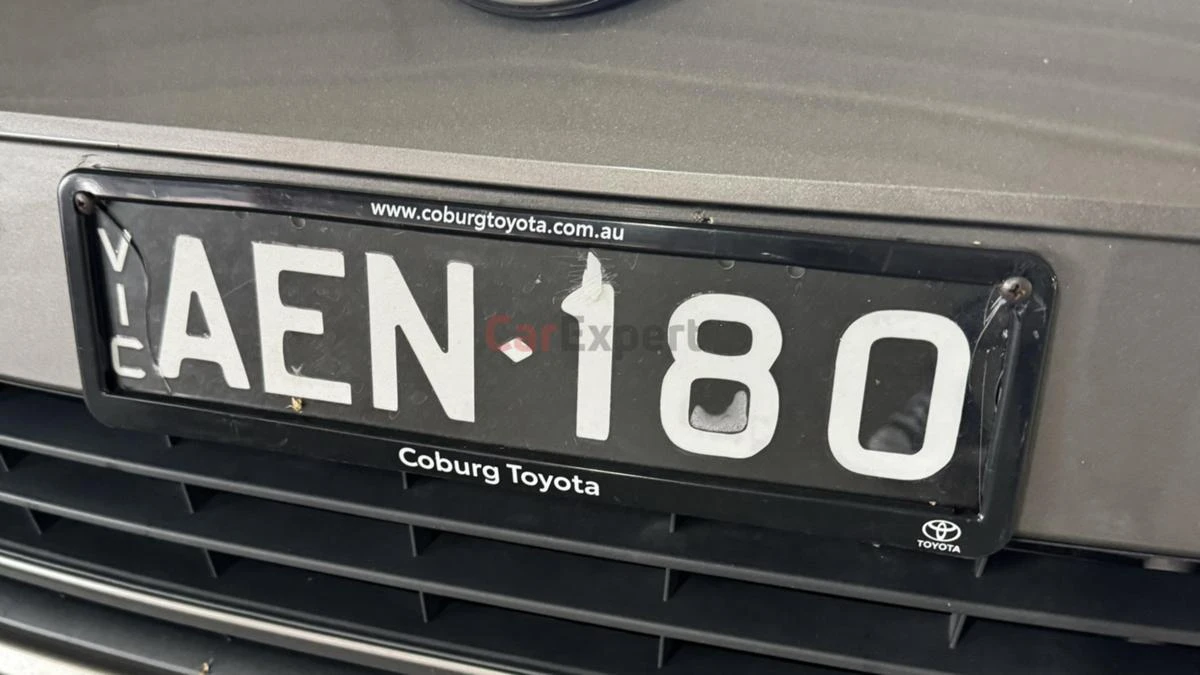 www.coburgtoyota.com.au
VIC
AEN·180
CarExpert
Coburg Toyota
TOYOTA